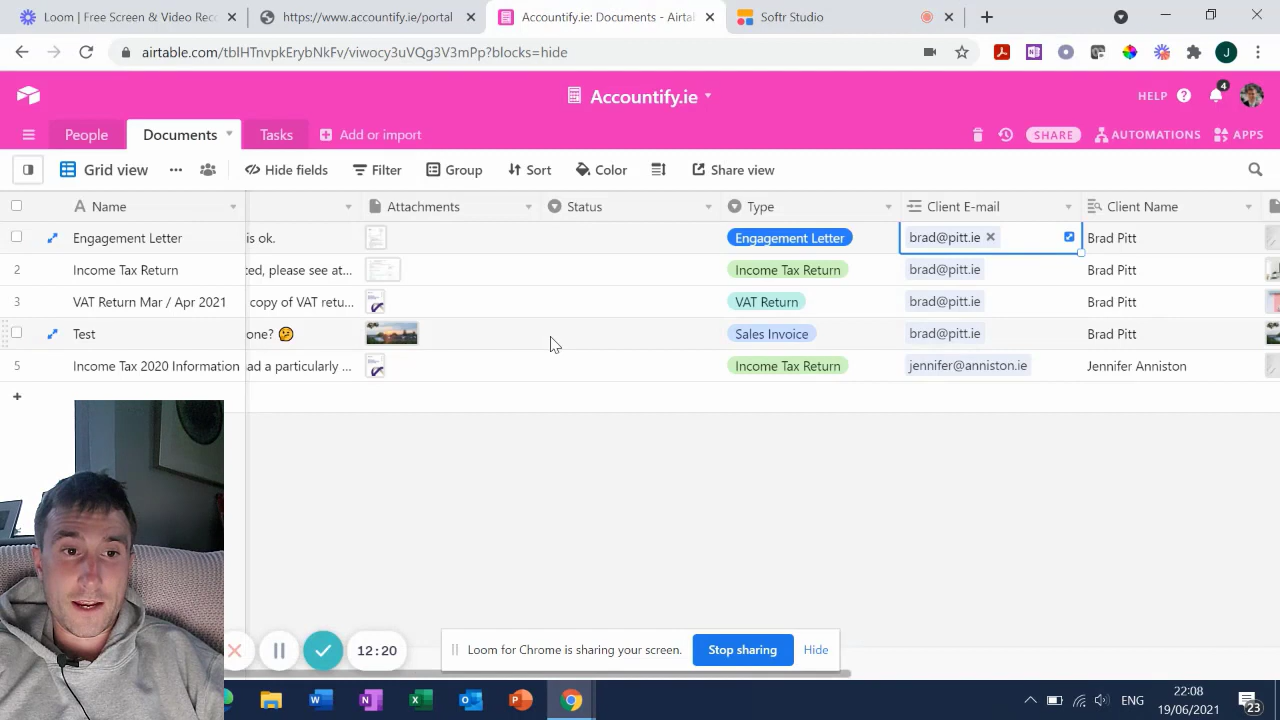 oom | Free Screen & Video Rec
https://www.accountify.ie/portal
Accountify.ie: Documents - Airtab
Softr Studio
airtable.com/tblHTnvpkErvbNkFv/viwocy3uVQg3V3mPp?blocks=hide
J
Accountify.ie
HELP
4
People
Documents
Tasks
Add or import
SHARE
AUTOMATIONS
APPS
Grid view
Hide fields
Filter
Group
Sort
Color
Share view
Name
Attachments
Status
Type
Client E-mail
Client Name
Engagement Letter
is ok.
Engagement Letter
brad@pitt.ie
Brad Pitt
2
Income Tax Return
ted, please see at...
Income Tax Return
brad@pitt.ie
Brad Pitt
3
VAT Return Mar / Apr 2021
copy of VAT retu...
VAT Return
brad@pitt.ie
Brad Pitt
Test
one? 🤨
Sales Invoice
brad@pitt.ie
Brad Pitt
5
Income Tax 2020 Information
ad a particularly ...
Income Tax Return
jennifer@anniston.ie
Jennifer Anniston
12:20
Loom for Chrome is sharing your screen.
Stop sharing
Hide
ENG
22:08
19/06/2021
23